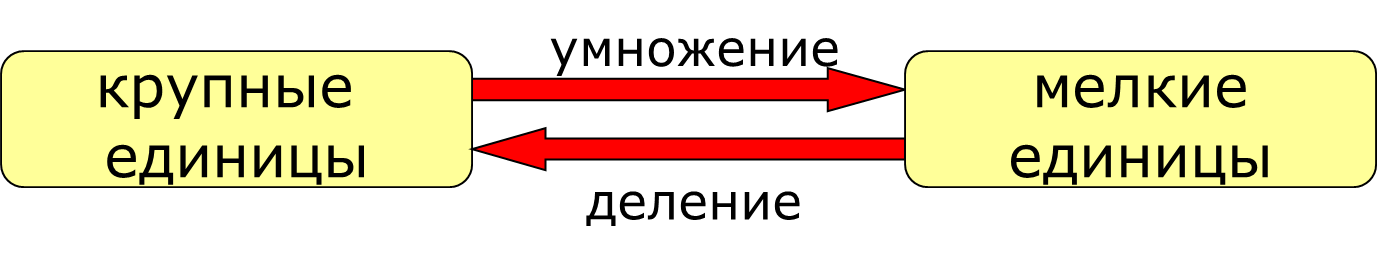 умножение
крупные
единицы
мелкие
единицы
деление